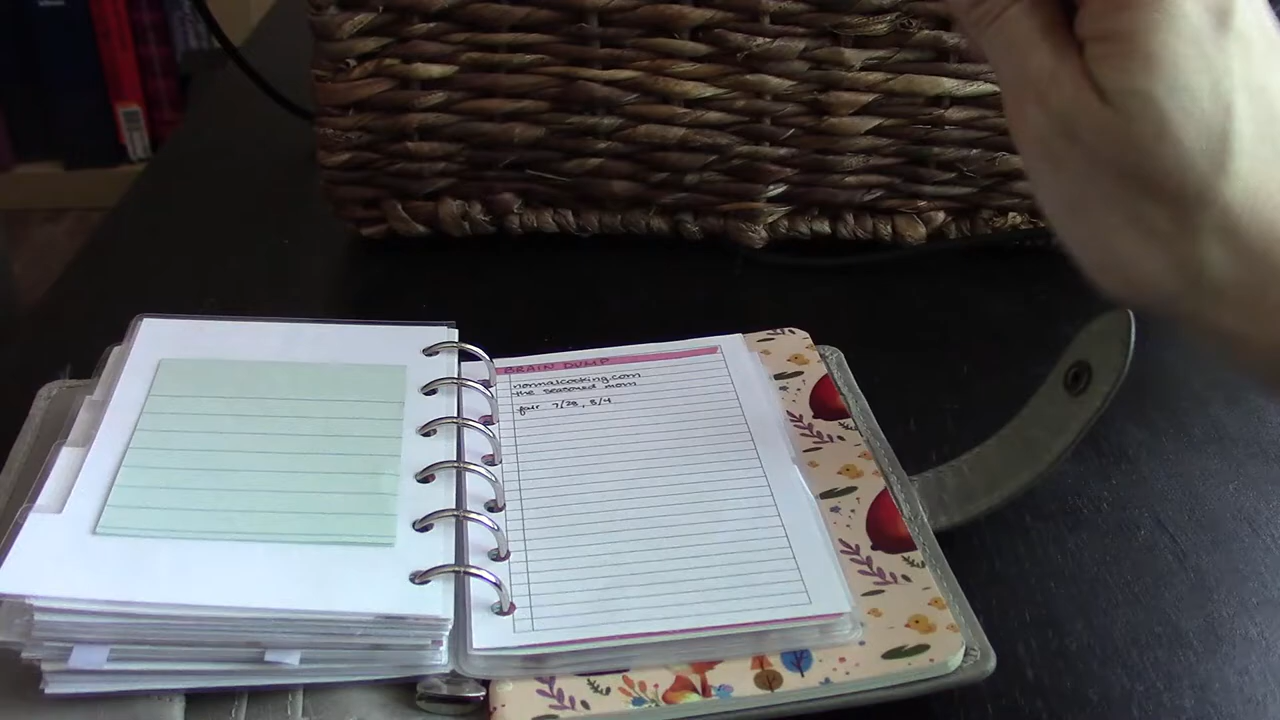 BRAIN DUMP
normalcooking.com
the seasoned mom
fair 7/28, 8/4